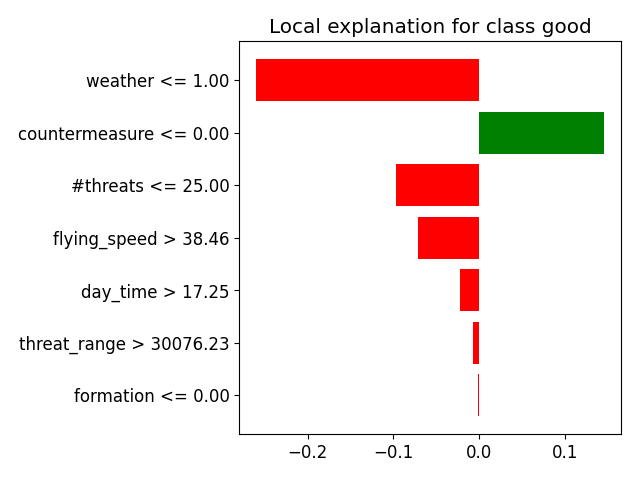 Local explanation for class good
weather <= 1.00
countermeasure <= 0.00
#threats <= 25.00
flying_speed > 38.46
day_time > 17.25
threat_range > 30076.23
formation <= 0.00
−0.2 −0.1 0.0 0.1